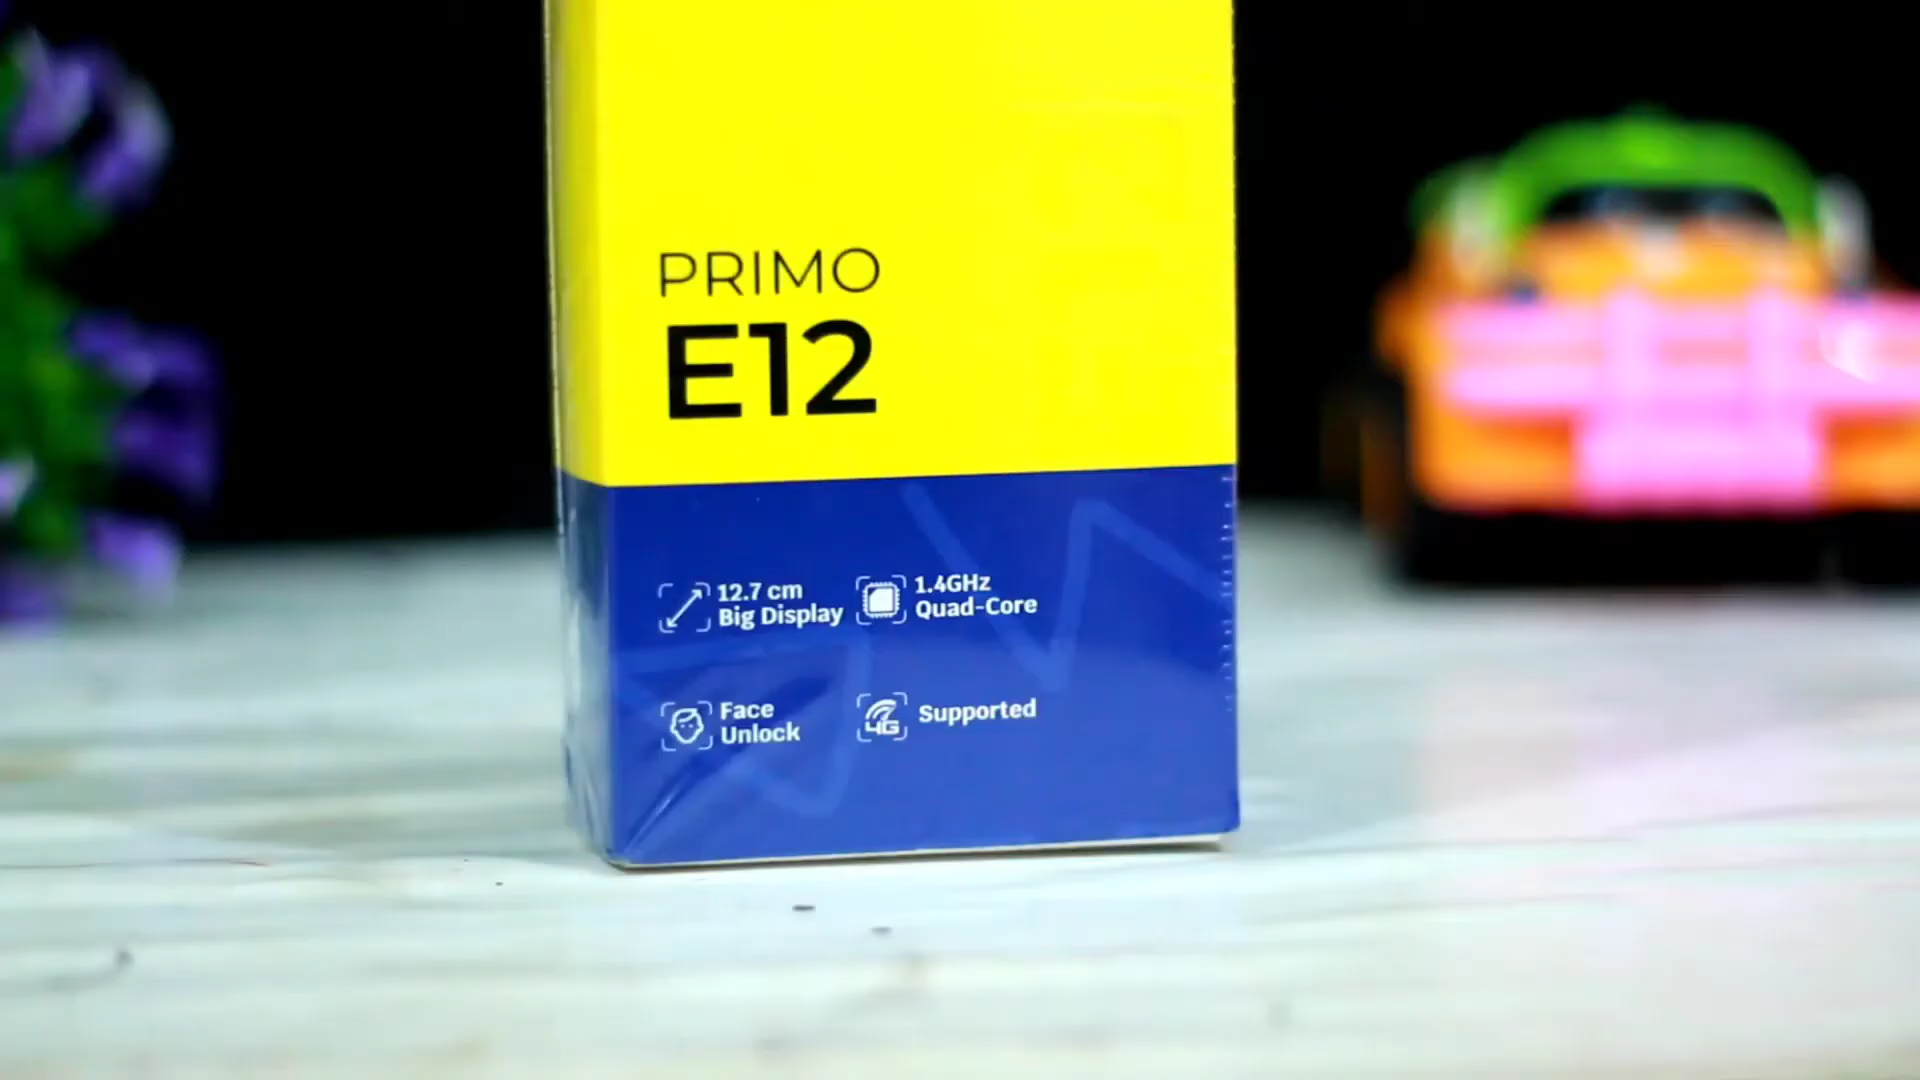 PRIMO
E12
12.7 cm
Big Display
1.4GHz
Quad-Core
Face
Unlock
4G Supported